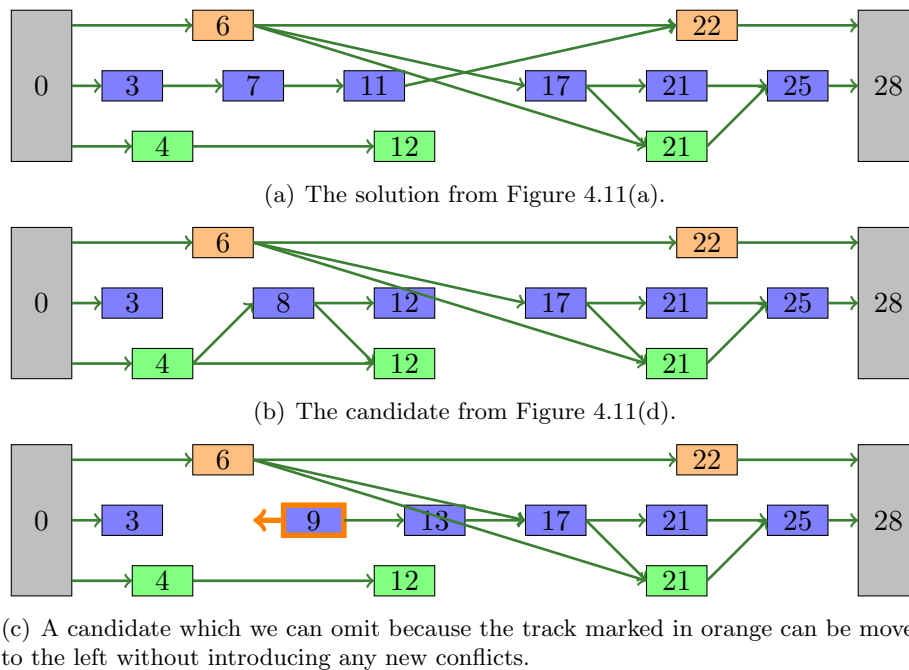 6 22
0 3 7 11 17 21 25 28
4 12 21
(a) The solution from Figure 4.11(a).
6 22
0 3 8 12 17 21 25 28
4 12 21
(b) The candidate from Figure 4.11(d).
6 22
0 3 9 13 17 21 25 28
4 12 21
(c) A candidate which we can omit because the track marked in orange can be move
to the left without introducing any new conflicts.